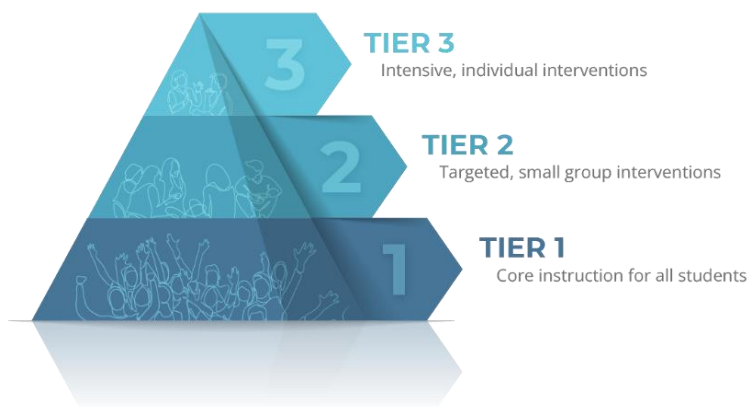 3
TIER 3
Intensive, individual interventions
2
TIER 2
Targeted, small group interventions
1
TIER 1
Core instruction for all students